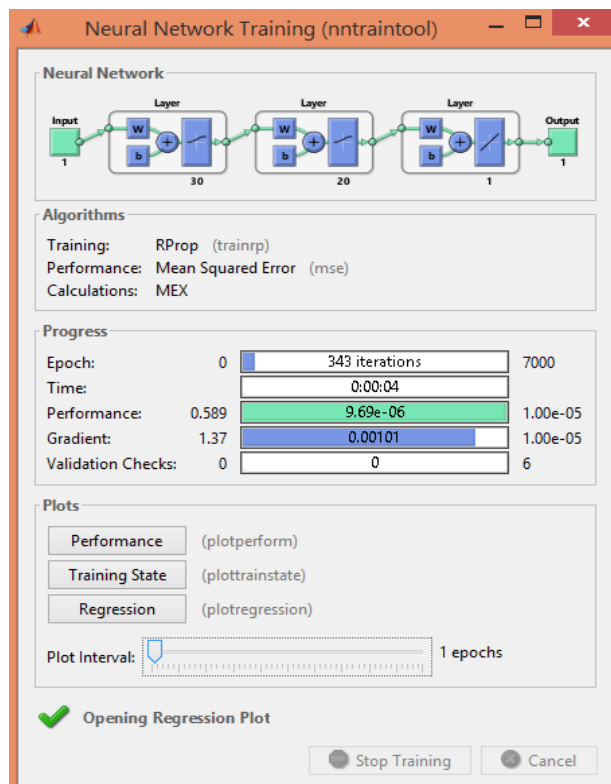 Neural Network Training (nntraintool)
Neural Network
Layer Layer Layer
Input Output
W W W
b b b
+ + +
1 1
30 20 1
Algorithms
Training: RProp (trainrp)
Performance: Mean Squared Error (mse)
Calculations: MEX
Progress
Epoch: 0 343 iterations 7000
Time: 0:00:04
Performance: 0.589 9.69e-06 1.00e-05
Gradient: 1.37 0.00101 1.00e-05
Validation Checks: 0 0 6
Plots
Performance (plotperform)
Training State (plottrainstate)
Regression (plotregression)
Plot Interval: 1 epochs
Opening Regression Plot
Stop Training Cancel